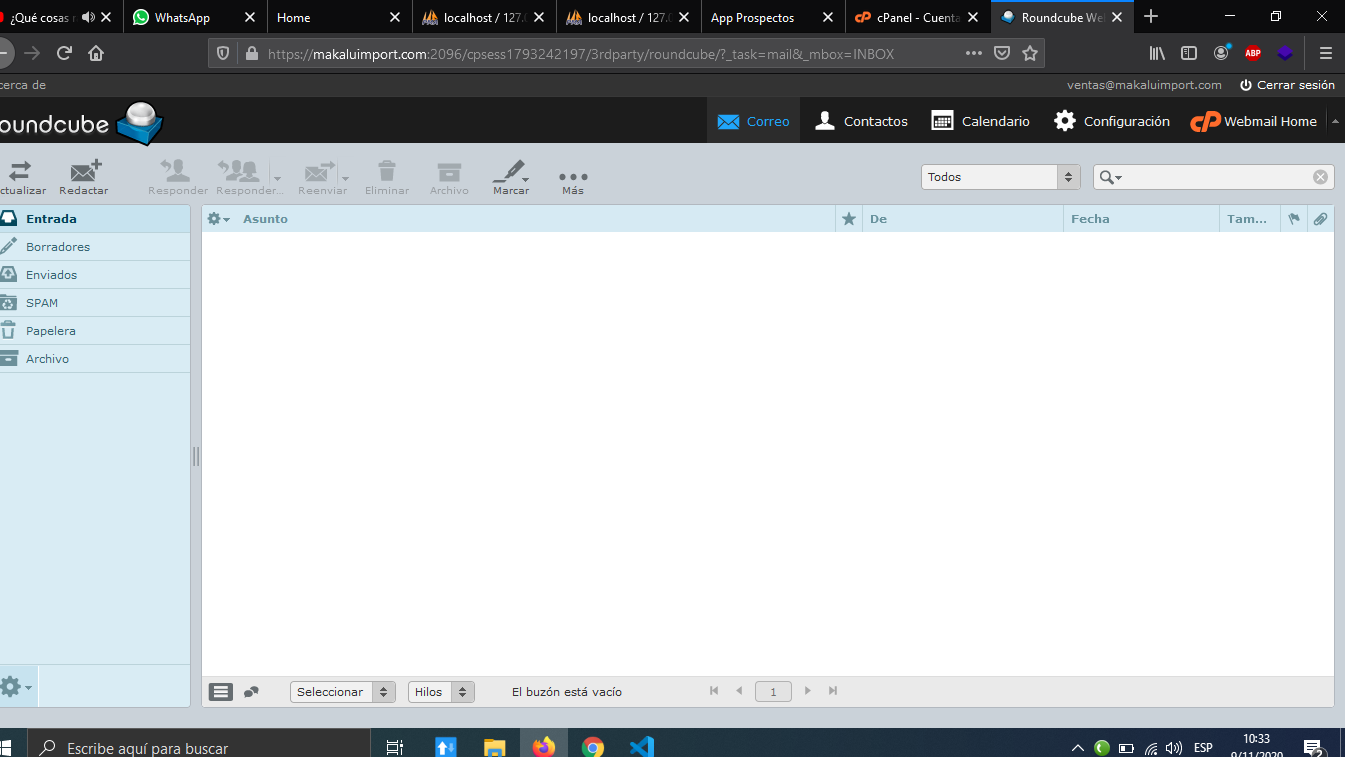 ¿Qué cosas
WhatsApp
Home
localhost / 127.0
localhost / 127.0
App Prospectos
cPanel - Cuenta
Roundcube We
https://makaluimport.com:2096/cpsess1793242197/3rdparty/roundcube/?_task=mail&_mbox=INBOX
ABP
cerca de
ventas@makaluimport.com
Cerrar sesión
oundcube
Correo
Contactos
Calendario
Configuración
cP Webmail Home
ctualizar
Redactar
Responder
Responder...
Reenviar
Eliminar
Archivo
Marcar
Más
Todos
Entrada
Asunto
De
Fecha
Tam...
Borradores
Enviados
SPAM
Papelera
Archivo
Seleccionar
Hilos
El buzón está vacío
1
Escribe aquí para buscar
ESP
10:33
9/11/2020
2